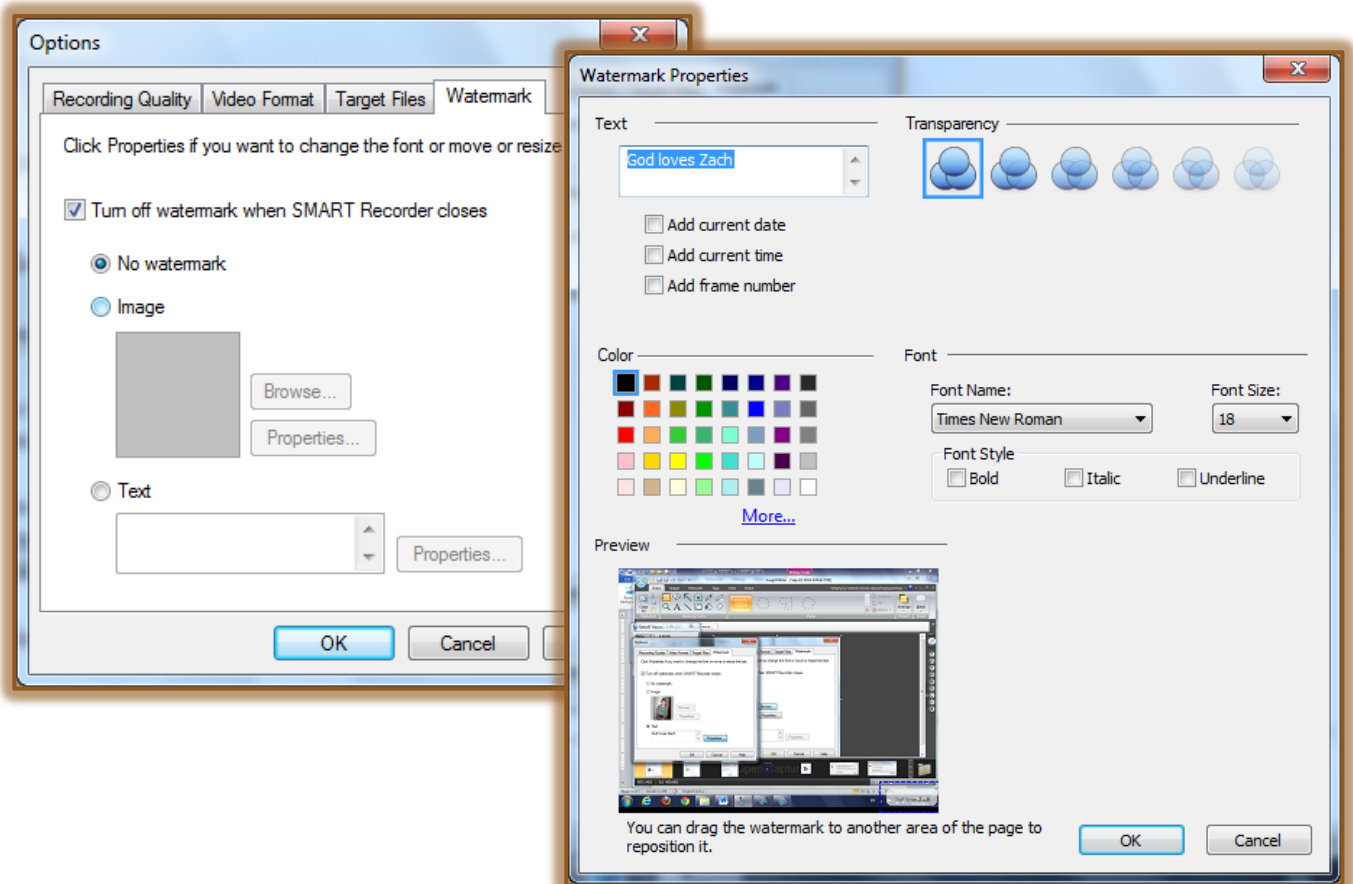 Options
Recording Quality Video Format Target Files Watermark
Click Properties if you want to change the font or move or resize
Turn off watermark when SMART Recorder closes
No watermark
Image
Browse...
Properties...
Text
Properties...
OK Cancel
Watermark Properties
Text
God loves Zach
Add current date
Add current time
Add frame number
Transparency
Color
More...
Font
Font Name: Font Size:
Times New Roman 18
Font Style
Bold Italic Underline
Preview
You can drag the watermark to another area of the page to
reposition it.
OK Cancel